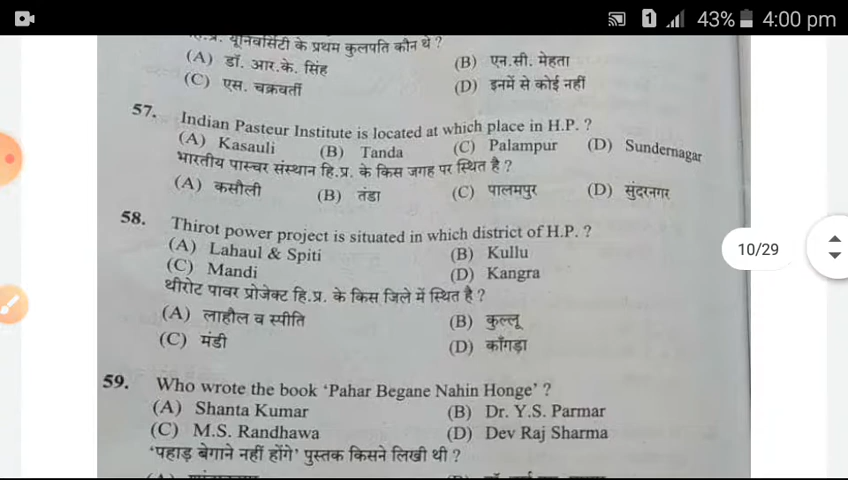 43% 4:00 pm
यूनिवर्सिटी के प्रथम कुलपति कौन थे ?
(A) डॉ. आर.के. सिंह (B) एन.सी. मेहता
(C) एस. चक्रवर्ती (D) इनमें से कोई नहीं
57. Indian Pasteur Institute is located at which place in H.P. ?
(A) Kasauli (B) Tanda (C) Palampur (D) Sundernagar
भारतीय पास्चर संस्थान हि.प्र. के किस जगह पर स्थित है ?
(A) कसौली (B) तंडा (C) पालमपुर (D) सुंदरनगर
58. Thirot power project is situated in which district of H.P. ?
(A) Lahaul & Spiti (B) Kullu
(C) Mandi (D) Kangra
थीरोट पावर प्रोजेक्ट हि.प्र. के किस जिले में स्थित है ?
(A) लाहौल व स्पीति (B) कुल्लू
(C) मंडी (D) काँगड़ा
10/29
59. Who wrote the book ‘Pahar Begane Nahin Honge’ ?
(A) Shanta Kumar (B) Dr. Y.S. Parmar
(C) M.S. Randhawa (D) Dev Raj Sharma
‘पहाड़ बेगाने नहीं होंगे’ पुस्तक किसने लिखी थी ?